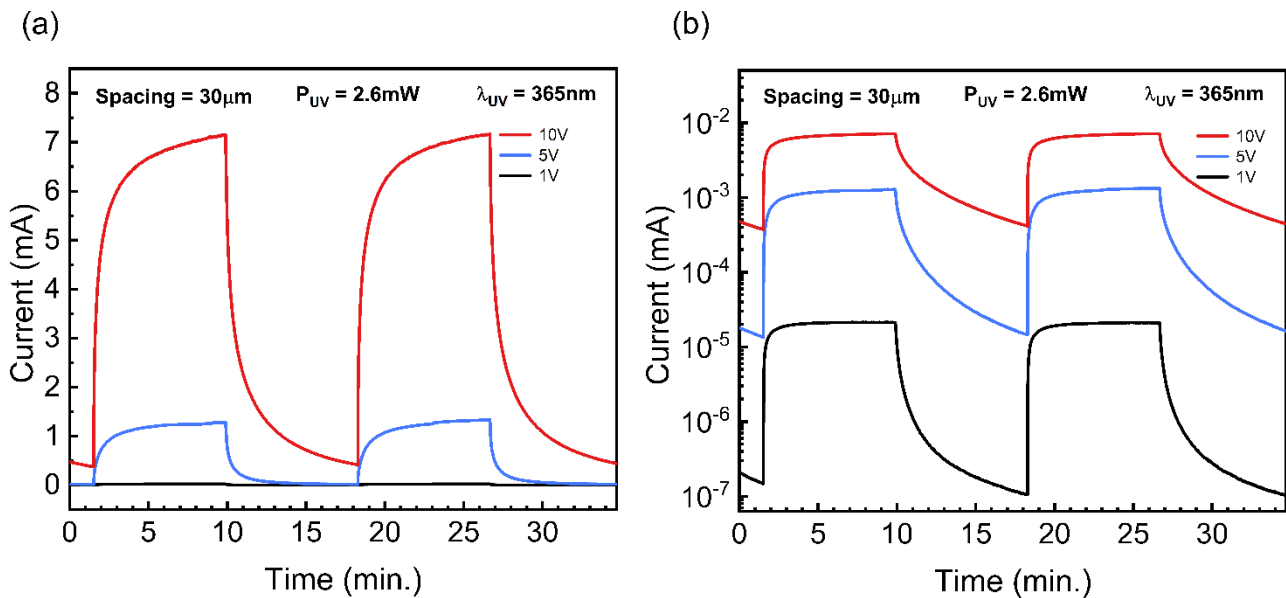 (a)
Spacing = 30μm P_UV = 2.6mW λ_UV = 365nm
10V
5V
1V
8
7
6
5
4
3
2
1
0
Current (mA)
0 5 10 15 20 25 30
Time (min.)
(b)
Spacing = 30μm P_UV = 2.6mW λ_UV = 365nm
10V
5V
1V
10⁻²
10⁻³
10⁻⁴
10⁻⁵
10⁻⁶
10⁻⁷
Current (mA)
0 5 10 15 20 25 30
Time (min.)